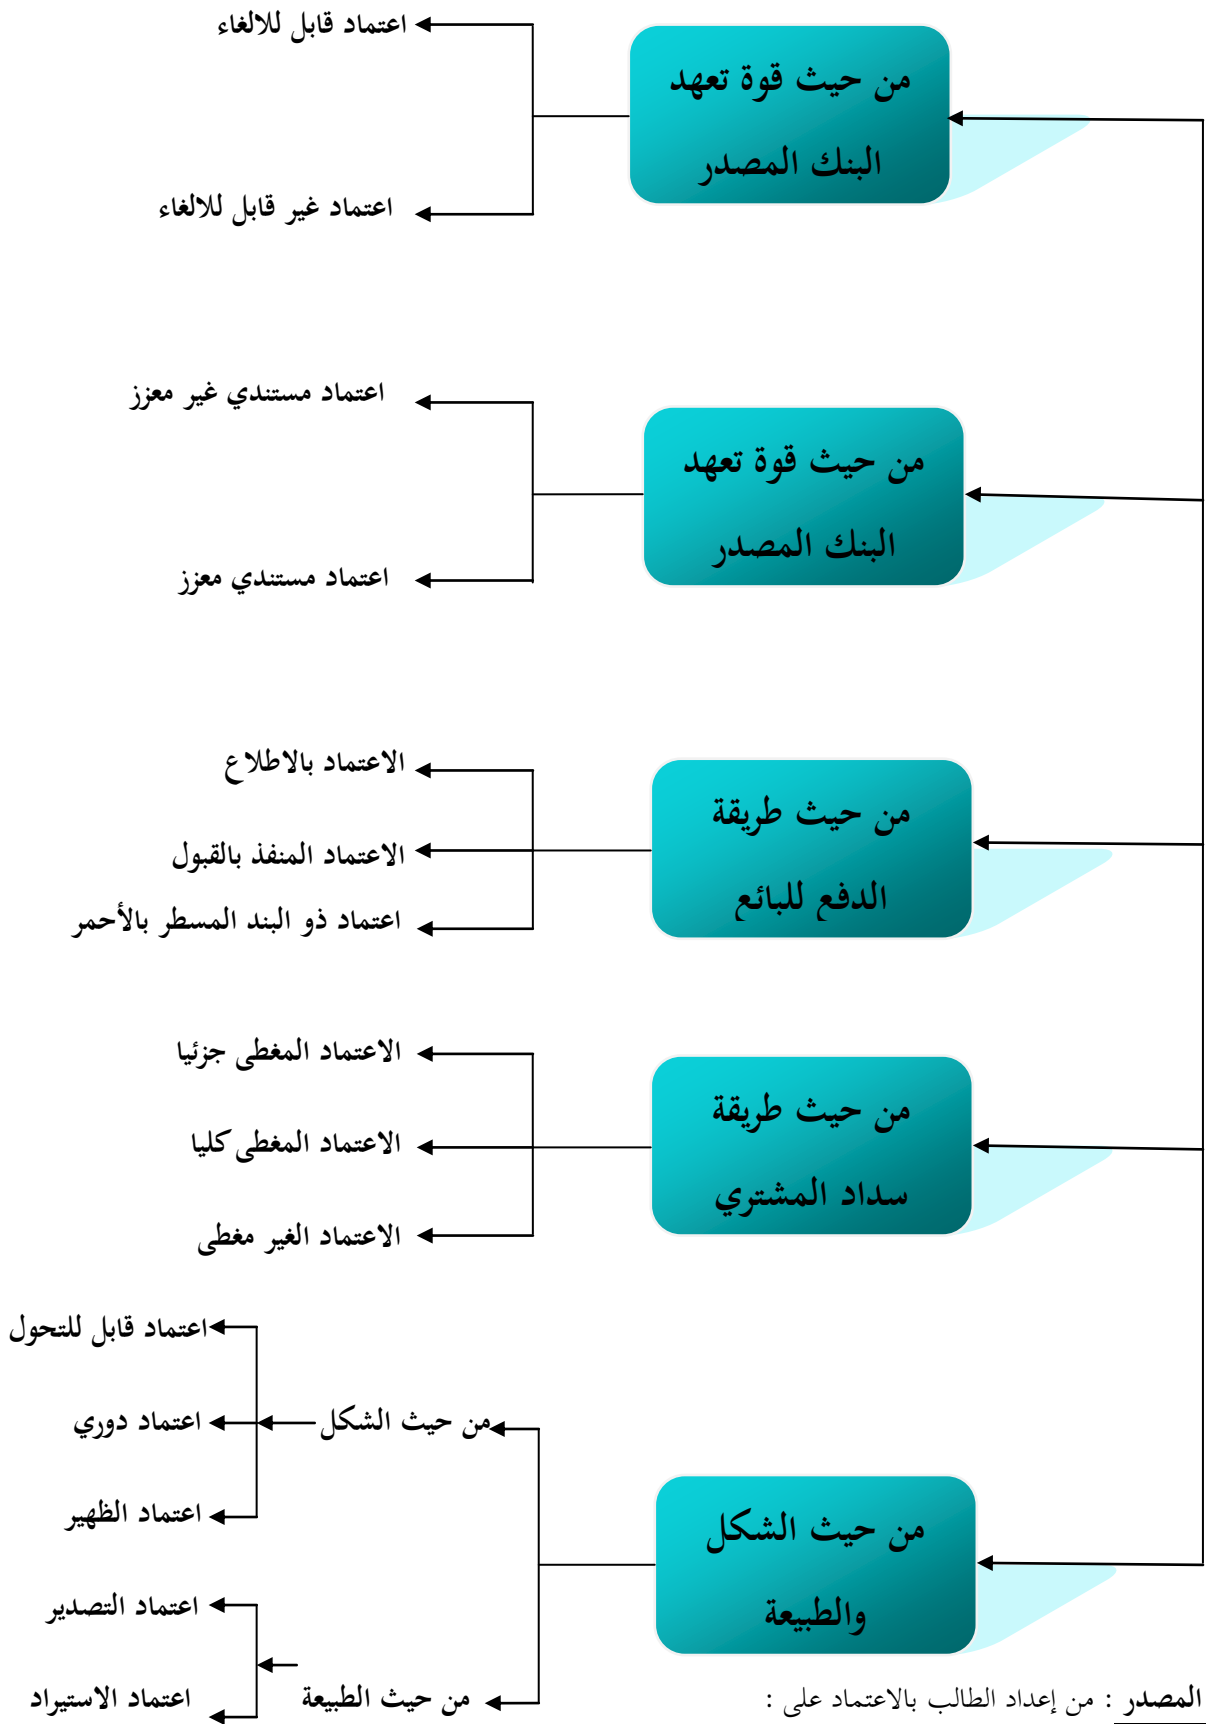 من حيث قوة تعهد
البنك المصدر
اعتماد قابل للالغاء
اعتماد غير قابل للالغاء
من حيث قوة تعهد
البنك المصدر
اعتماد مستندي غير معزز
اعتماد مستندي معزز
من حيث طريقة
الدفع للبائع
الاعتماد بالاطلاع
الاعتماد المنفذ بالقبول
اعتماد ذو البند المسطر بالأحمر
من حيث طريقة
سداد المشتري
الاعتماد المغطى جزئيا
الاعتماد المغطى كليا
الاعتماد الغير مغطى
من حيث الشكل
والطبيعة
من حيث الشكل
اعتماد قابل للتحول
اعتماد دوري
اعتماد الظهير
من حيث الطبيعة
اعتماد التصدير
اعتماد الاستيراد
المصدر : من إعداد الطالب بالاعتماد على :